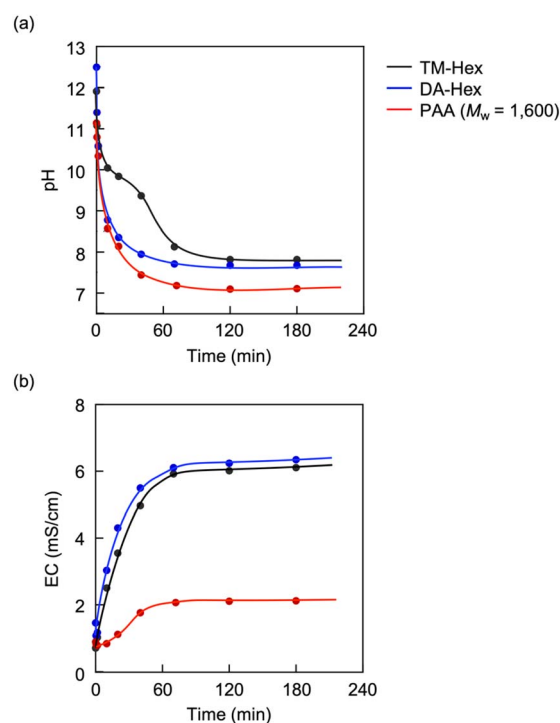 (a)
13
12
11
10
9
8
7
pH
0
60
120
180
240
Time (min)
TM-Hex
DA-Hex
PAA (Mw = 1,600)
(b)
8
6
4
2
0
EC (mS/cm)
0
60
120
180
240
Time (min)